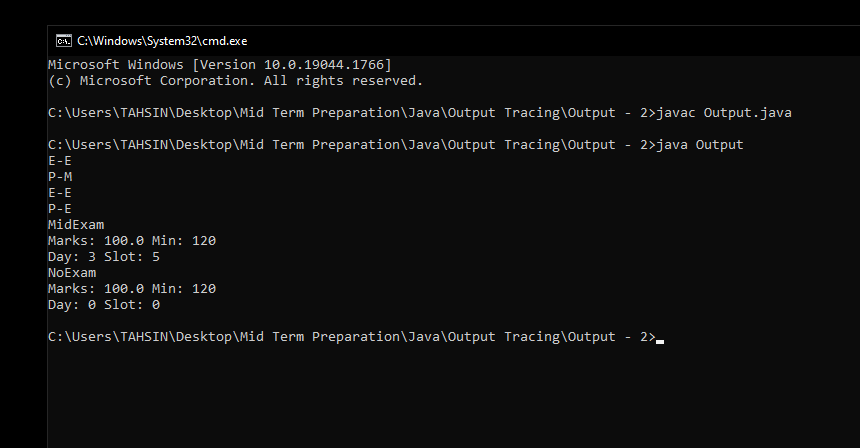 C:\Windows\System32\cmd.exe
Microsoft Windows [Version 10.0.19044.1766]
(c) Microsoft Corporation. All rights reserved.
C:\Users\TAHSIN\Desktop\Mid Term Preparation\Java\Output Tracing\Output - 2>javac Output.java
C:\Users\TAHSIN\Desktop\Mid Term Preparation\Java\Output Tracing\Output - 2>java Output
E-E
P-M
E-E
P-E
MidExam
Marks: 100.0 Min: 120
Day: 3 Slot: 5
NoExam
Marks: 100.0 Min: 120
Day: 0 Slot: 0
C:\Users\TAHSIN\Desktop\Mid Term Preparation\Java\Output Tracing\Output - 2>